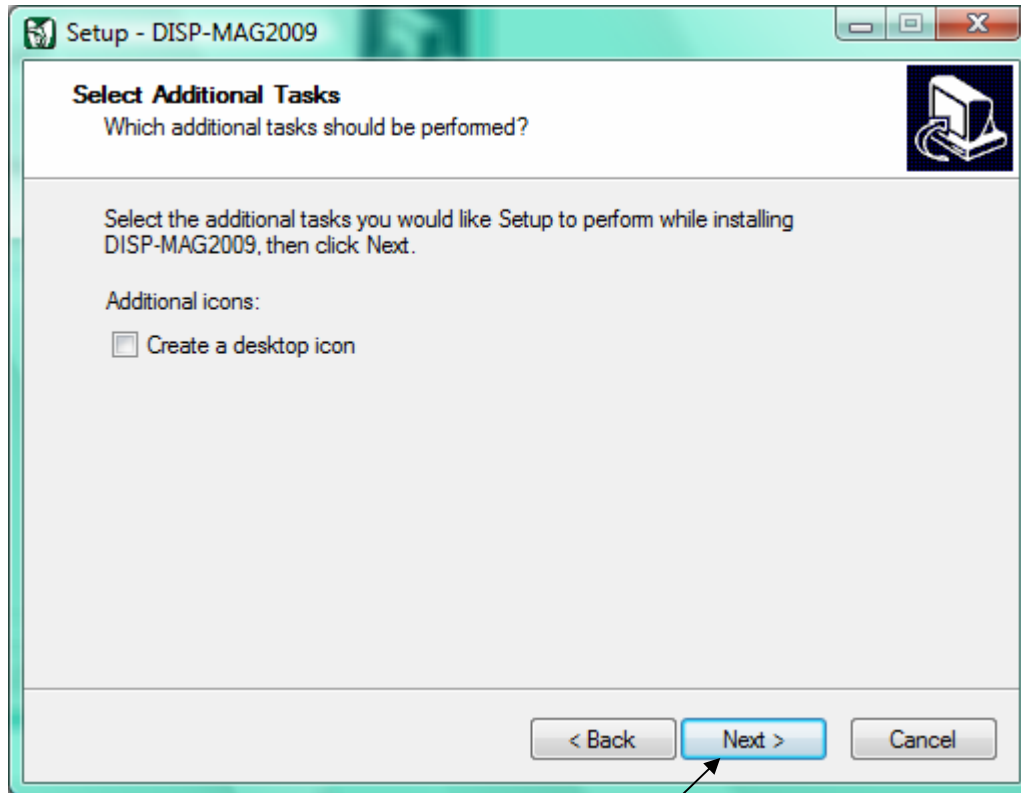 Setup - DISP-MAG2009
Select Additional Tasks
Which additional tasks should be performed?
Select the additional tasks you would like Setup to perform while installing
DISP-MAG2009, then click Next.
Additional icons:
Create a desktop icon
< Back Next > Cancel